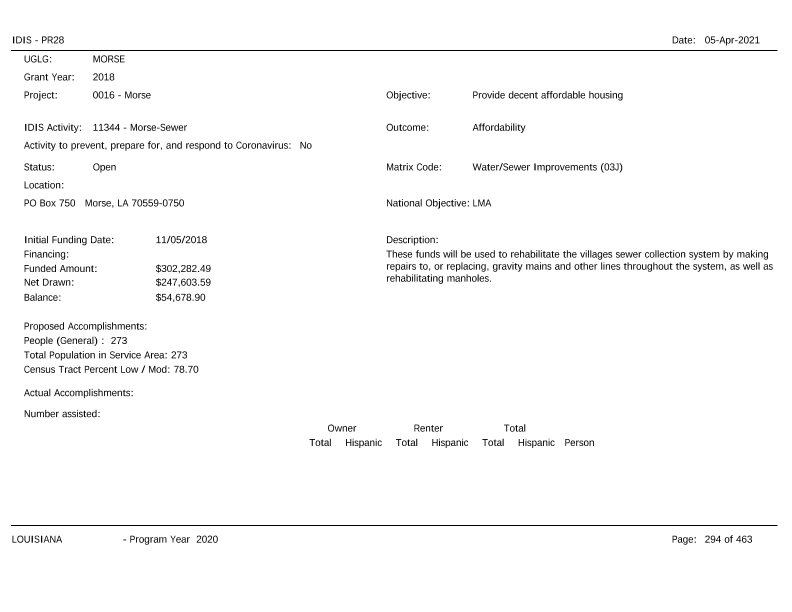 IDIS - PR28 Date: 05-Apr-2021
UGLG: MORSE
Grant Year: 2018
Project: 0016 - Morse Objective: Provide decent affordable housing
IDIS Activity: 11344 - Morse-Sewer Outcome: Affordability
Activity to prevent, prepare for, and respond to Coronavirus: No
Status: Open Matrix Code: Water/Sewer Improvements (03J)
Location:
PO Box 750 Morse, LA 70559-0750 National Objective: LMA
Initial Funding Date: 11/05/2018 Description:
Financing: These funds will be used to rehabilitate the villages sewer collection system by making
Funded Amount: $302,282.49 repairs to, or replacing, gravity mains and other lines throughout the system, as well as
Net Drawn: $247,603.59 rehabilitating manholes.
Balance: $54,678.90
Proposed Accomplishments:
People (General) : 273
Total Population in Service Area: 273
Census Tract Percent Low / Mod: 78.70
Actual Accomplishments:
Number assisted:
Owner Renter Total
Total Hispanic Total Hispanic Total Hispanic Person
LOUISIANA - Program Year 2020 Page: 294 of 463